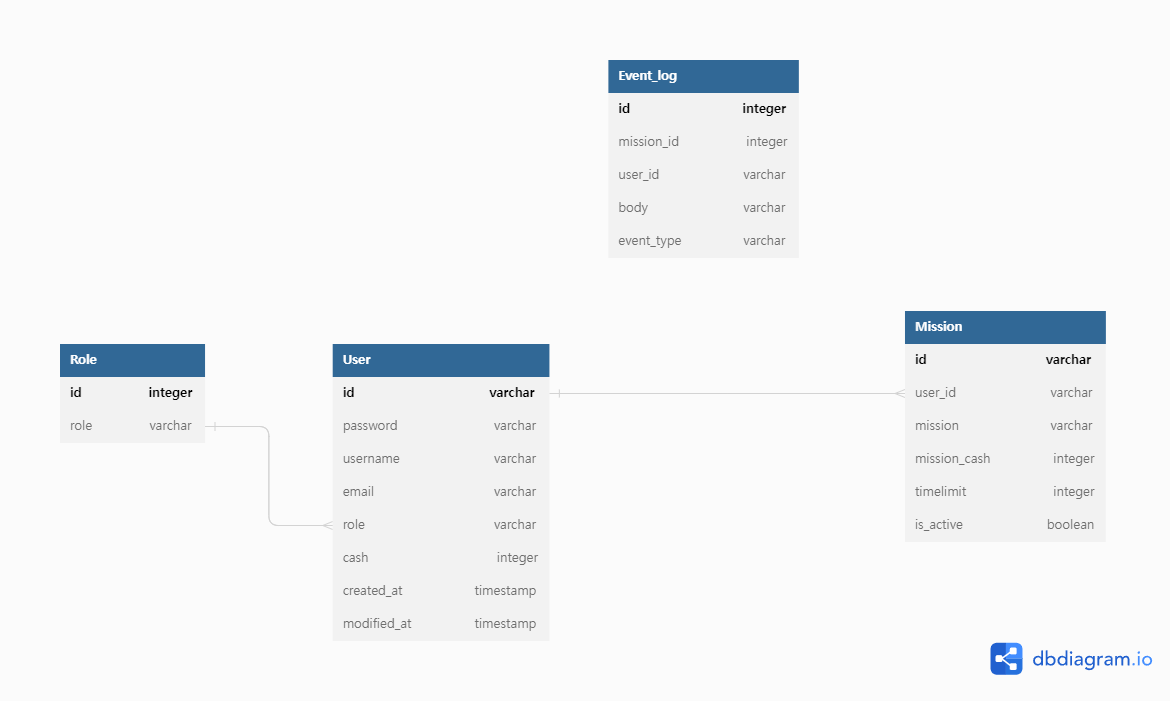 Event_log
id integer
mission_id integer
user_id varchar
body varchar
event_type varchar
Role
id integer
role varchar
User
id varchar
password varchar
username varchar
email varchar
role varchar
cash integer
created_at timestamp
modified_at timestamp
Mission
id varchar
user_id varchar
mission varchar
mission_cash integer
timelimit integer
is_active boolean
dbdiagram.io